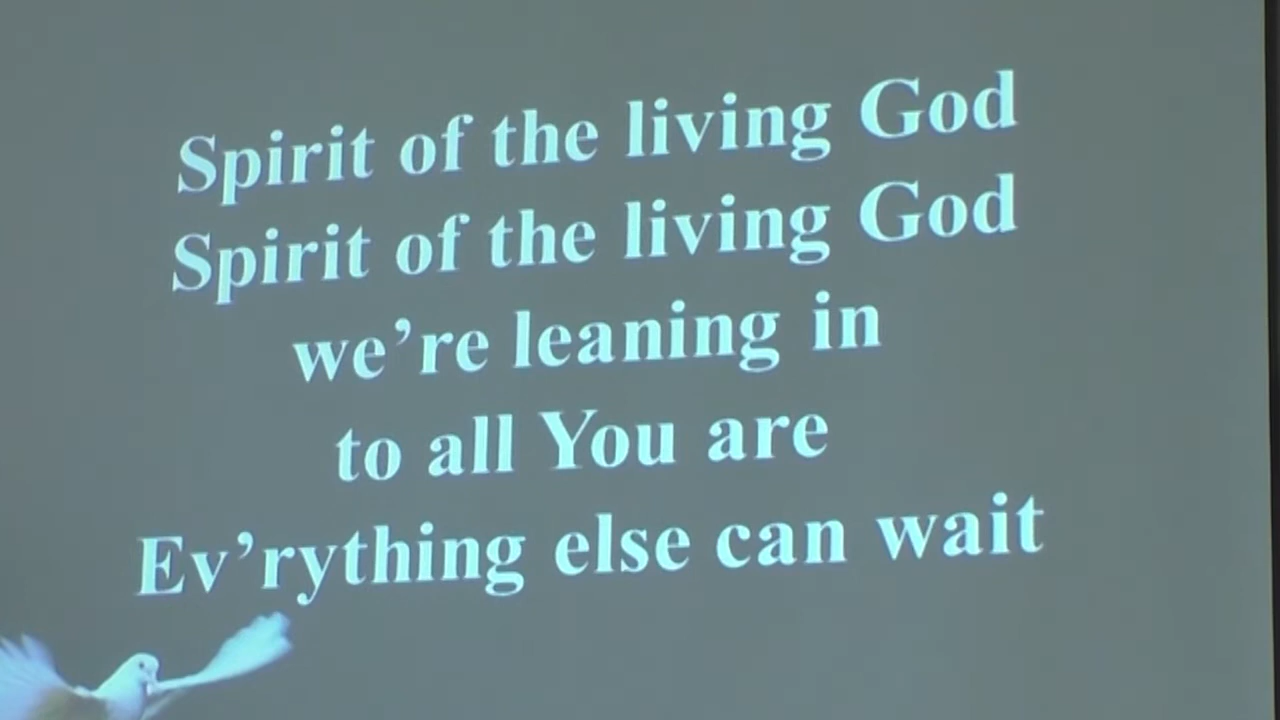 Spirit of the living God
Spirit of the living God
we’re leaning in
to all You are
Ev’rything else can wait